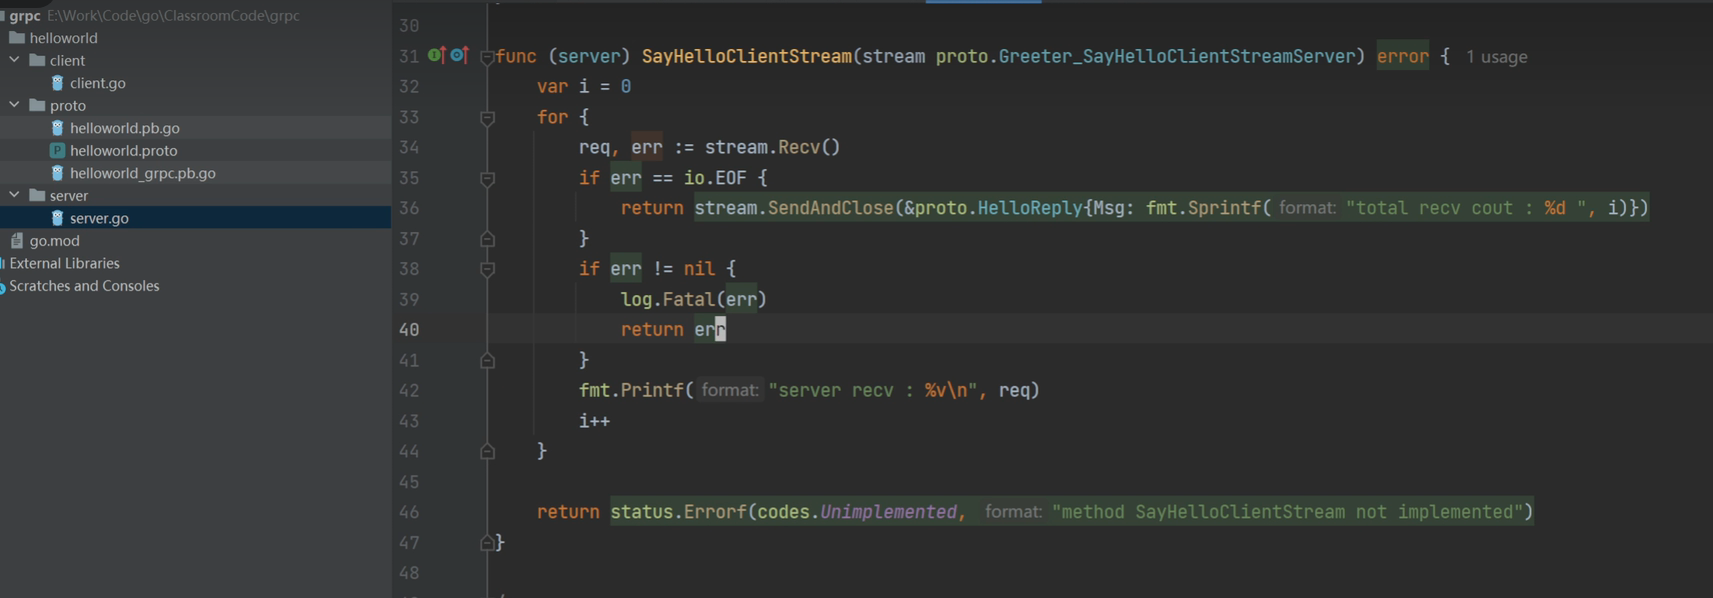 grpc E:\Work\Code\go\ClassroomCode\grpc
helloworld
client
client.go
proto
helloworld.pb.go
helloworld.proto
helloworld_grpc.pb.go
server
server.go
go.mod
External Libraries
Scratches and Consoles
30
31 func (server) SayHelloClientStream(stream proto.Greeter_SayHelloClientStreamServer) error { 1 usage
32 var i = 0
33 for {
34 req, err := stream.Recv()
35 if err == io.EOF {
36 return stream.SendAndClose(&proto.HelloReply{Msg: fmt.Sprintf( format: "total recv cout : %d ", i)})
37 }
38 if err != nil {
39 log.Fatal(err)
40 return err
41 }
42 fmt.Printf( format: "server recv : %v\n", req)
43 i++
44 }
45
46 return status.Errorf(codes.Unimplemented, format: "method SayHelloClientStream not implemented")
47 }
48